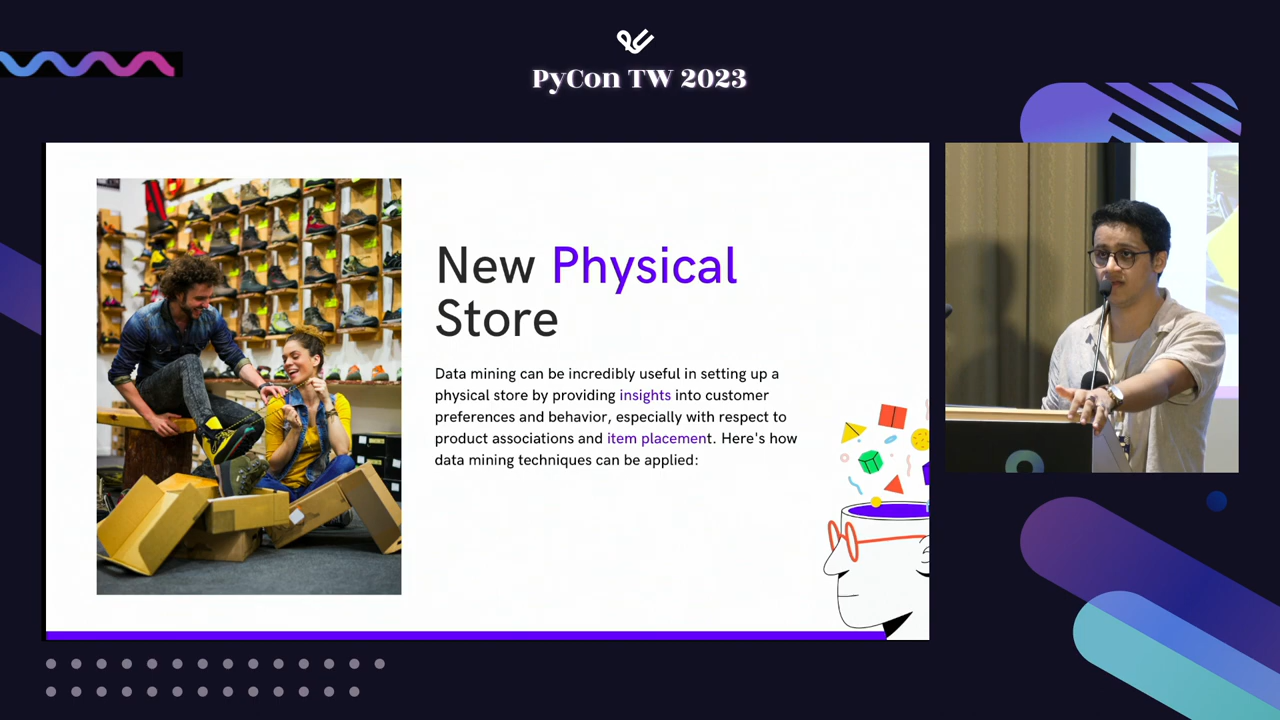 PyCon TW 2023
New Physical
Store
Data mining can be incredibly useful in setting up a
physical store by providing insights into customer
preferences and behavior, especially with respect to
product associations and item placement. Here's how
data mining techniques can be applied: